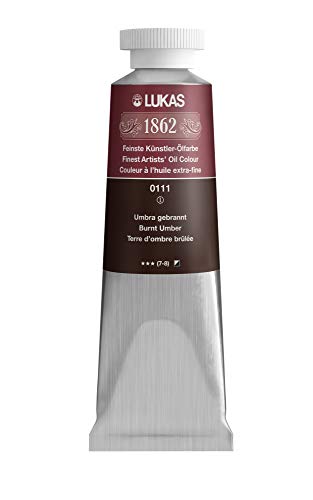 LUKAS
1862
Feinste Künstler-Ölfarbe
Finest Artists' Oil Colour
Couleur à l'huile extra-fine
0111
1
Umbra gebrannt
Burnt Umber
Terre d'ombre brûlée
★★★ (7-8)